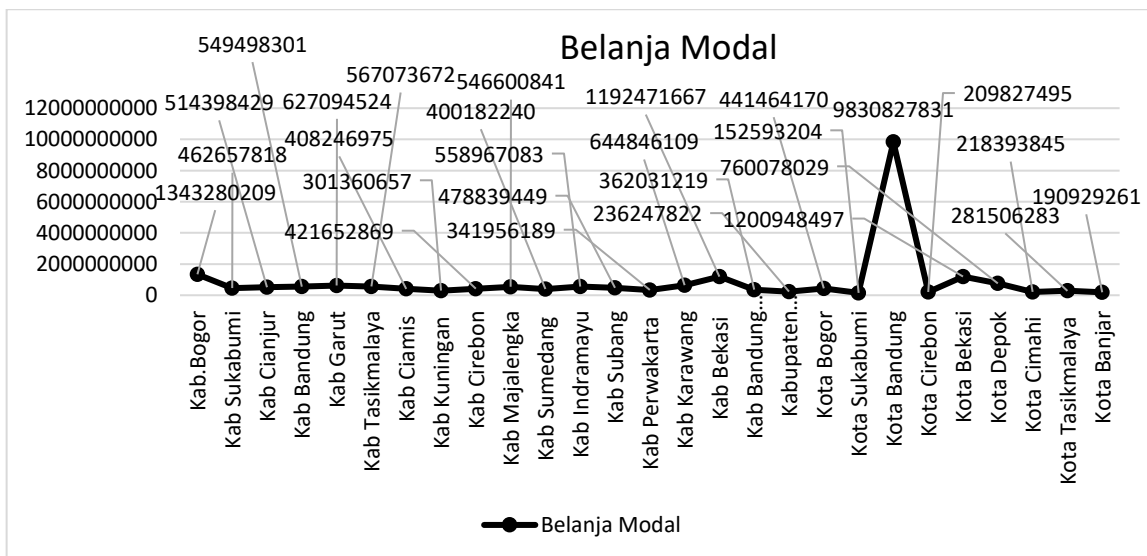 Belanja Modal
549498301
567073672
546600841
1192471667
441464170
209827495
514398429
627094524
400182240
152593204
9830827831
462657818
408246975
558967083
644846109
760078029
218393845
1343280209
301360657
478839449
362031219
421652869
341956189
236247822
1200948497
281506283
190929261
12000000000
10000000000
8000000000
6000000000
4000000000
2000000000
0
Kab.Bogor
Kab Sukabumi
Kab Cianjur
Kab Bandung
Kab Garut
Kab Tasikmalaya
Kab Ciamis
Kab Kuningan
Kab Cirebon
Kab Majalengka
Kab Sumedang
Kab Indramayu
Kab Subang
Kab Perwakarta
Kab Karawang
Kab Bekasi
Kab Bandung…
Kabupaten…
Kota Bogor
Kota Sukabumi
Kota Bandung
Kota Cirebon
Kota Bekasi
Kota Depok
Kota Cimahi
Kota Tasikmalaya
Kota Banjar
Belanja Modal